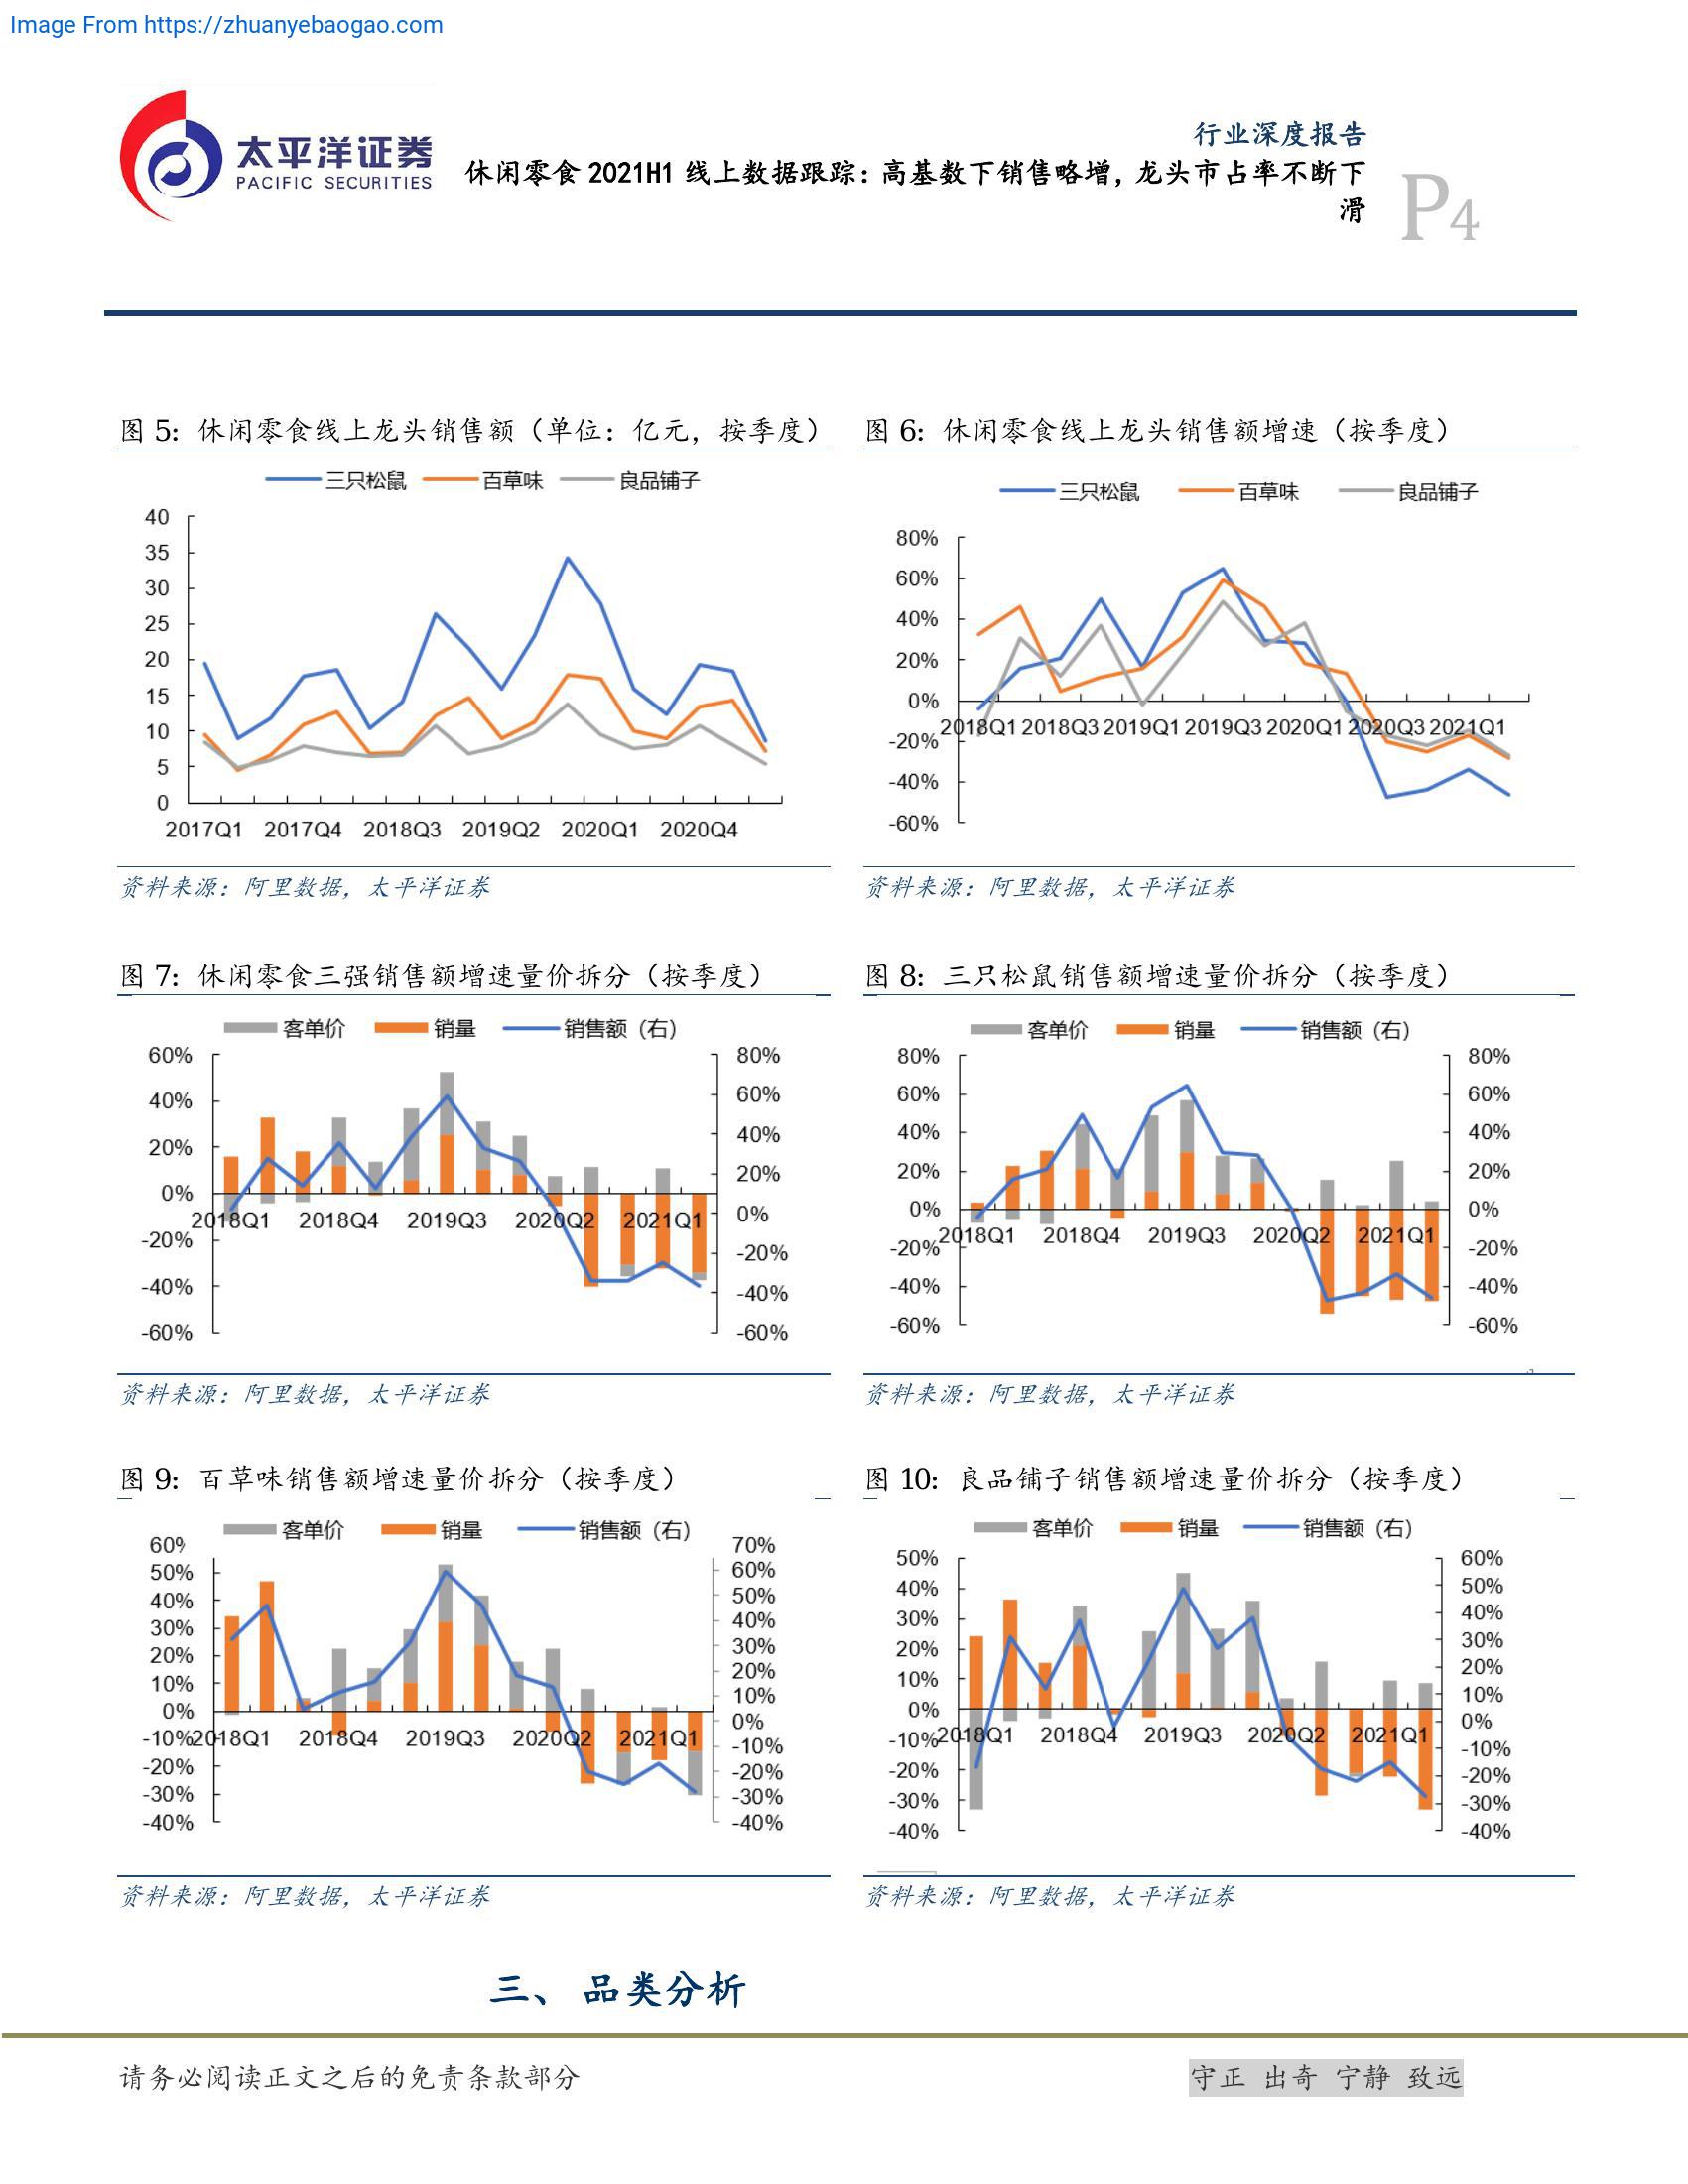 Image From https://zhuanyebaogao.com
太平洋证券
PACIFIC SECURITIES
行业深度报告
休闲零食 2021H1 线上数据跟踪：高基数下销售略增，龙头市占率不断下
滑
P4
图 5：休闲零食线上龙头销售额（单位：亿元，按季度）
三只松鼠 百草味 良品铺子
40
35
30
25
20
15
10
5
0
2017Q1 2017Q4 2018Q3 2019Q2 2020Q1 2020Q4
资料来源：阿里数据，太平洋证券
图 6：休闲零食线上龙头销售额增速（按季度）
三只松鼠 百草味 良品铺子
80%
60%
40%
20%
0%
-20%
-40%
-60%
2018Q1 2018Q3 2019Q1 2019Q3 2020Q1 2020Q3 2021Q1
资料来源：阿里数据，太平洋证券
图 7：休闲零食三强销售额增速量价拆分（按季度）
客单价 销量 销售额（右）
60% 80%
40% 60%
20% 40%
0% 20%
-20% 0%
-40% -20%
-60% -40%
-60%
2018Q1 2018Q4 2019Q3 2020Q2 2021Q1
资料来源：阿里数据，太平洋证券
图 8：三只松鼠销售额增速量价拆分（按季度）
客单价 销量 销售额（右）
80% 80%
60% 60%
40% 40%
20% 20%
0% 0%
-20% -20%
-40% -40%
-60% -60%
2018Q1 2018Q4 2019Q3 2020Q2 2021Q1
资料来源：阿里数据，太平洋证券
图 9：百草味销售额增速量价拆分（按季度）
客单价 销量 销售额（右）
60% 70%
50% 60%
40% 50%
30% 40%
20% 30%
10% 20%
0% 10%
-10% 0%
-20% -10%
-30% -20%
-40% -30%
-40%
2018Q1 2018Q4 2019Q3 2020Q2 2021Q1
资料来源：阿里数据，太平洋证券
图 10：良品铺子销售额增速量价拆分（按季度）
客单价 销量 销售额（右）
50% 60%
40% 50%
30% 40%
20% 30%
10% 20%
0% 10%
-10% 0%
-20% -10%
-30% -20%
-40% -30%
-40%
2018Q1 2018Q4 2019Q3 2020Q2 2021Q1
资料来源：阿里数据，太平洋证券
三、 品类分析
请务必阅读正文之后的免责条款部分
守正 出奇 宁静 致远